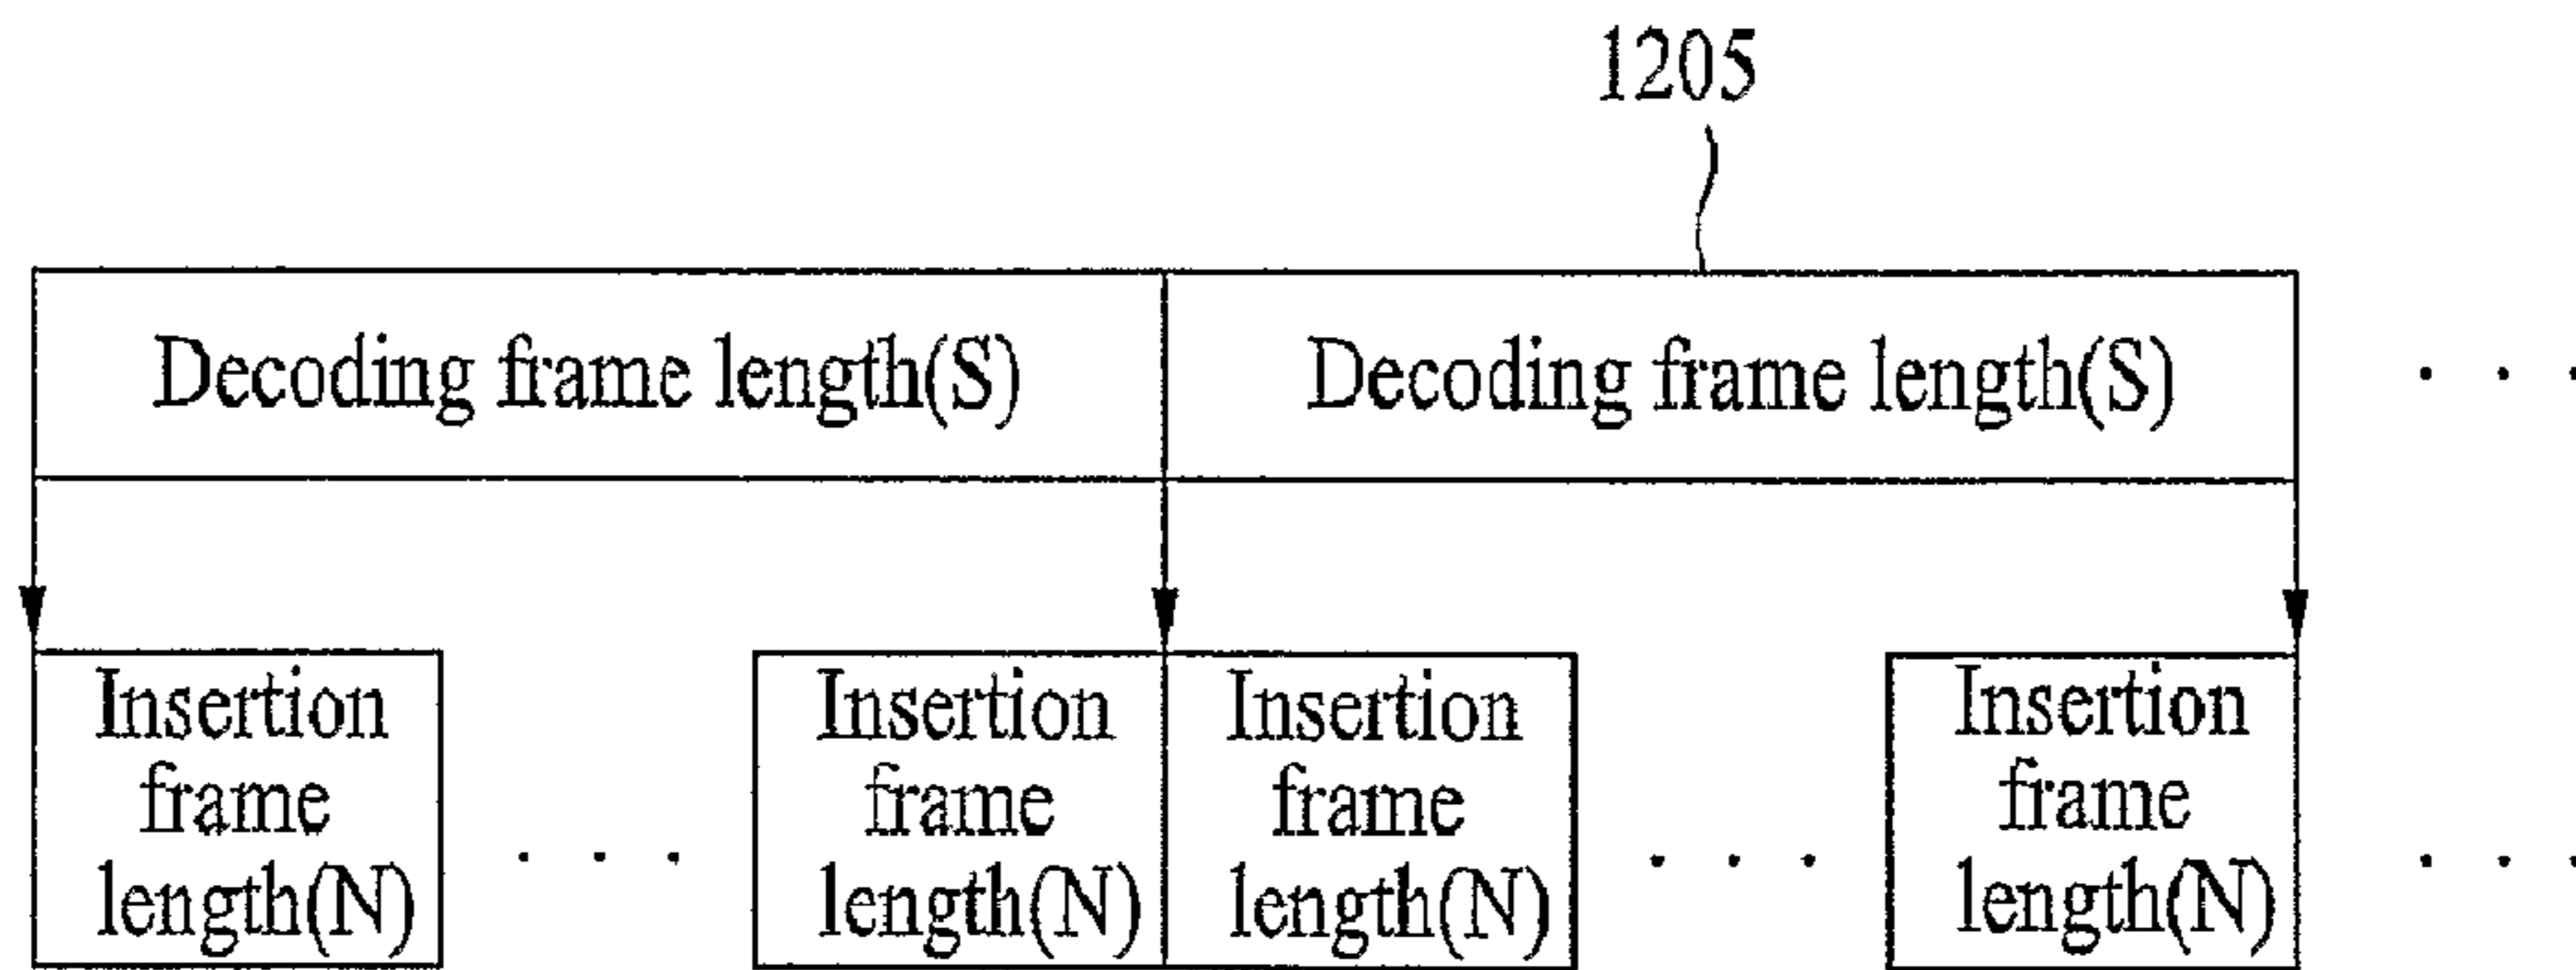 1205
Decoding frame length(S) Decoding frame length(S) . . .
Insertion frame length(N) . . . Insertion frame length(N) Insertion frame length(N) . . . Insertion frame length(N) . . .